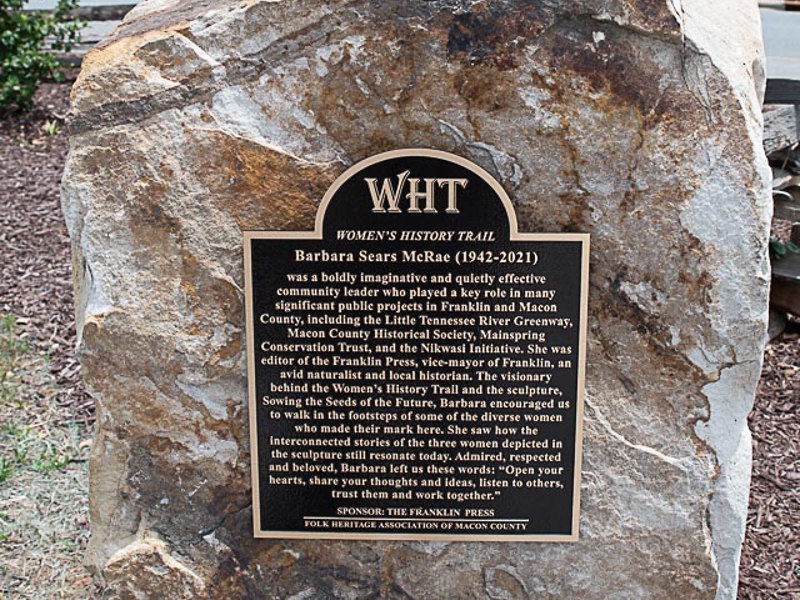 WHT
WOMEN'S HISTORY TRAIL
Barbara Sears McRae (1942-2021)
was a boldly imaginative and quietly effective
community leader who played a key role in many
significant public projects in Franklin and Macon
County, including the Little Tennessee River Greenway,
Macon County Historical Society, Mainspring
Conservation Trust, and the Nikwasi Initiative. She was
editor of the Franklin Press, vice-mayor of Franklin, an
avid naturalist and local historian. The visionary
behind the Women's History Trail and the sculpture,
Sowing the Seeds of the Future, Barbara encouraged us
to walk in the footsteps of some of the diverse women
who made their mark here. She saw how the
interconnected stories of the three women depicted in
the sculpture still resonate today. Admired, respected
and beloved, Barbara left us these words: "Open your
hearts, share your thoughts and ideas, listen to others,
trust them and work together."
SPONSOR: THE FRANKLIN PRESS
FOLK HERITAGE ASSOCIATION OF MACON COUNTY